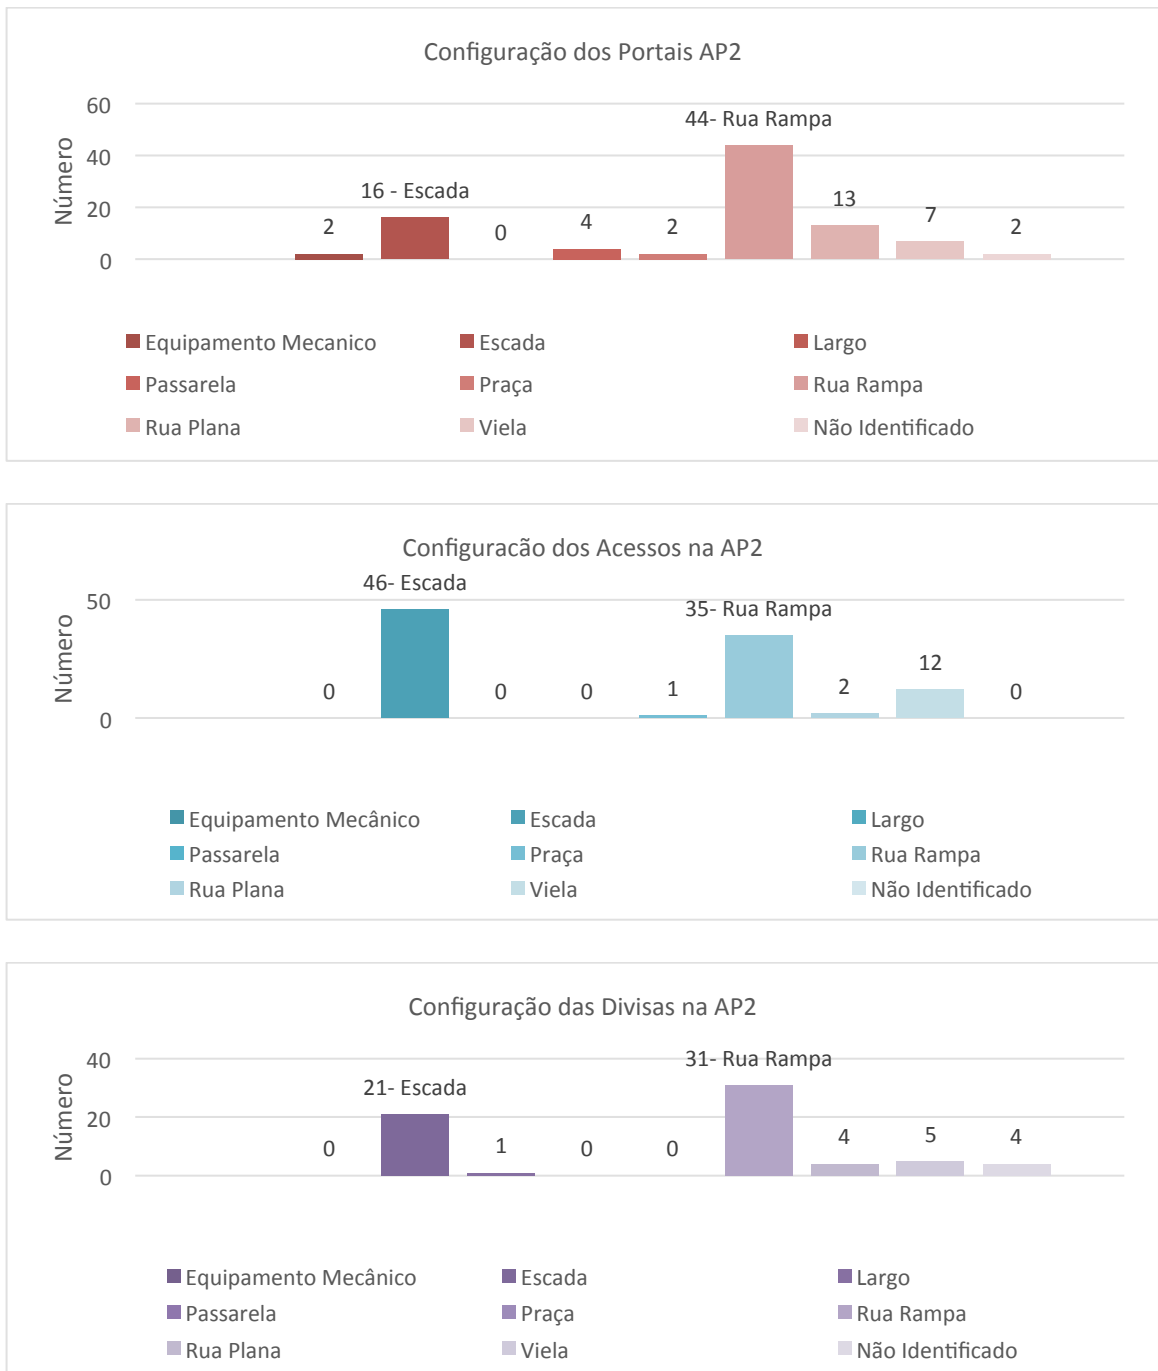 Configuração dos Portais AP2
60
44- Rua Rampa
40
16 - Escada
20
2
0
4
2
13
7
2
0
Número
Equipamento Mecanico Escada Largo
Passarela Praça Rua Rampa
Rua Plana Viela Não Identificado
Configuracão dos Acessos na AP2
46- Escada
50
35- Rua Rampa
0
0
0
1
2
12
0
0
Número
Equipamento Mecânico Escada Largo
Passarela Praça Rua Rampa
Rua Plana Viela Não Identificado
Configuração das Divisas na AP2
40
31- Rua Rampa
21- Escada
20
0
1
0
0
4
5
4
0
Número
Equipamento Mecânico Escada Largo
Passarela Praça Rua Rampa
Rua Plana Viela Não Identificado